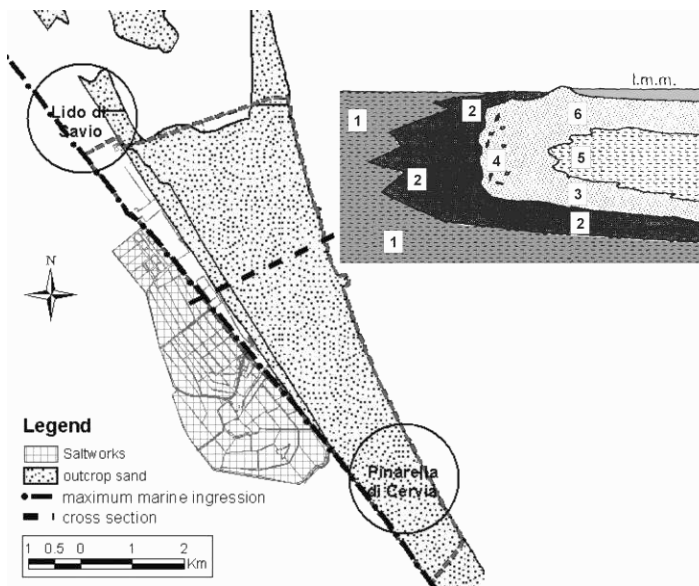 Lido di
Savio
l.m.m.
1
2
6
4
5
2
3
2
1
N
Pinarella
di Cervia
Legend
Saltworks
outcrop sand
maximum marine ingression
cross section
1 0.5 0 1 2
Km